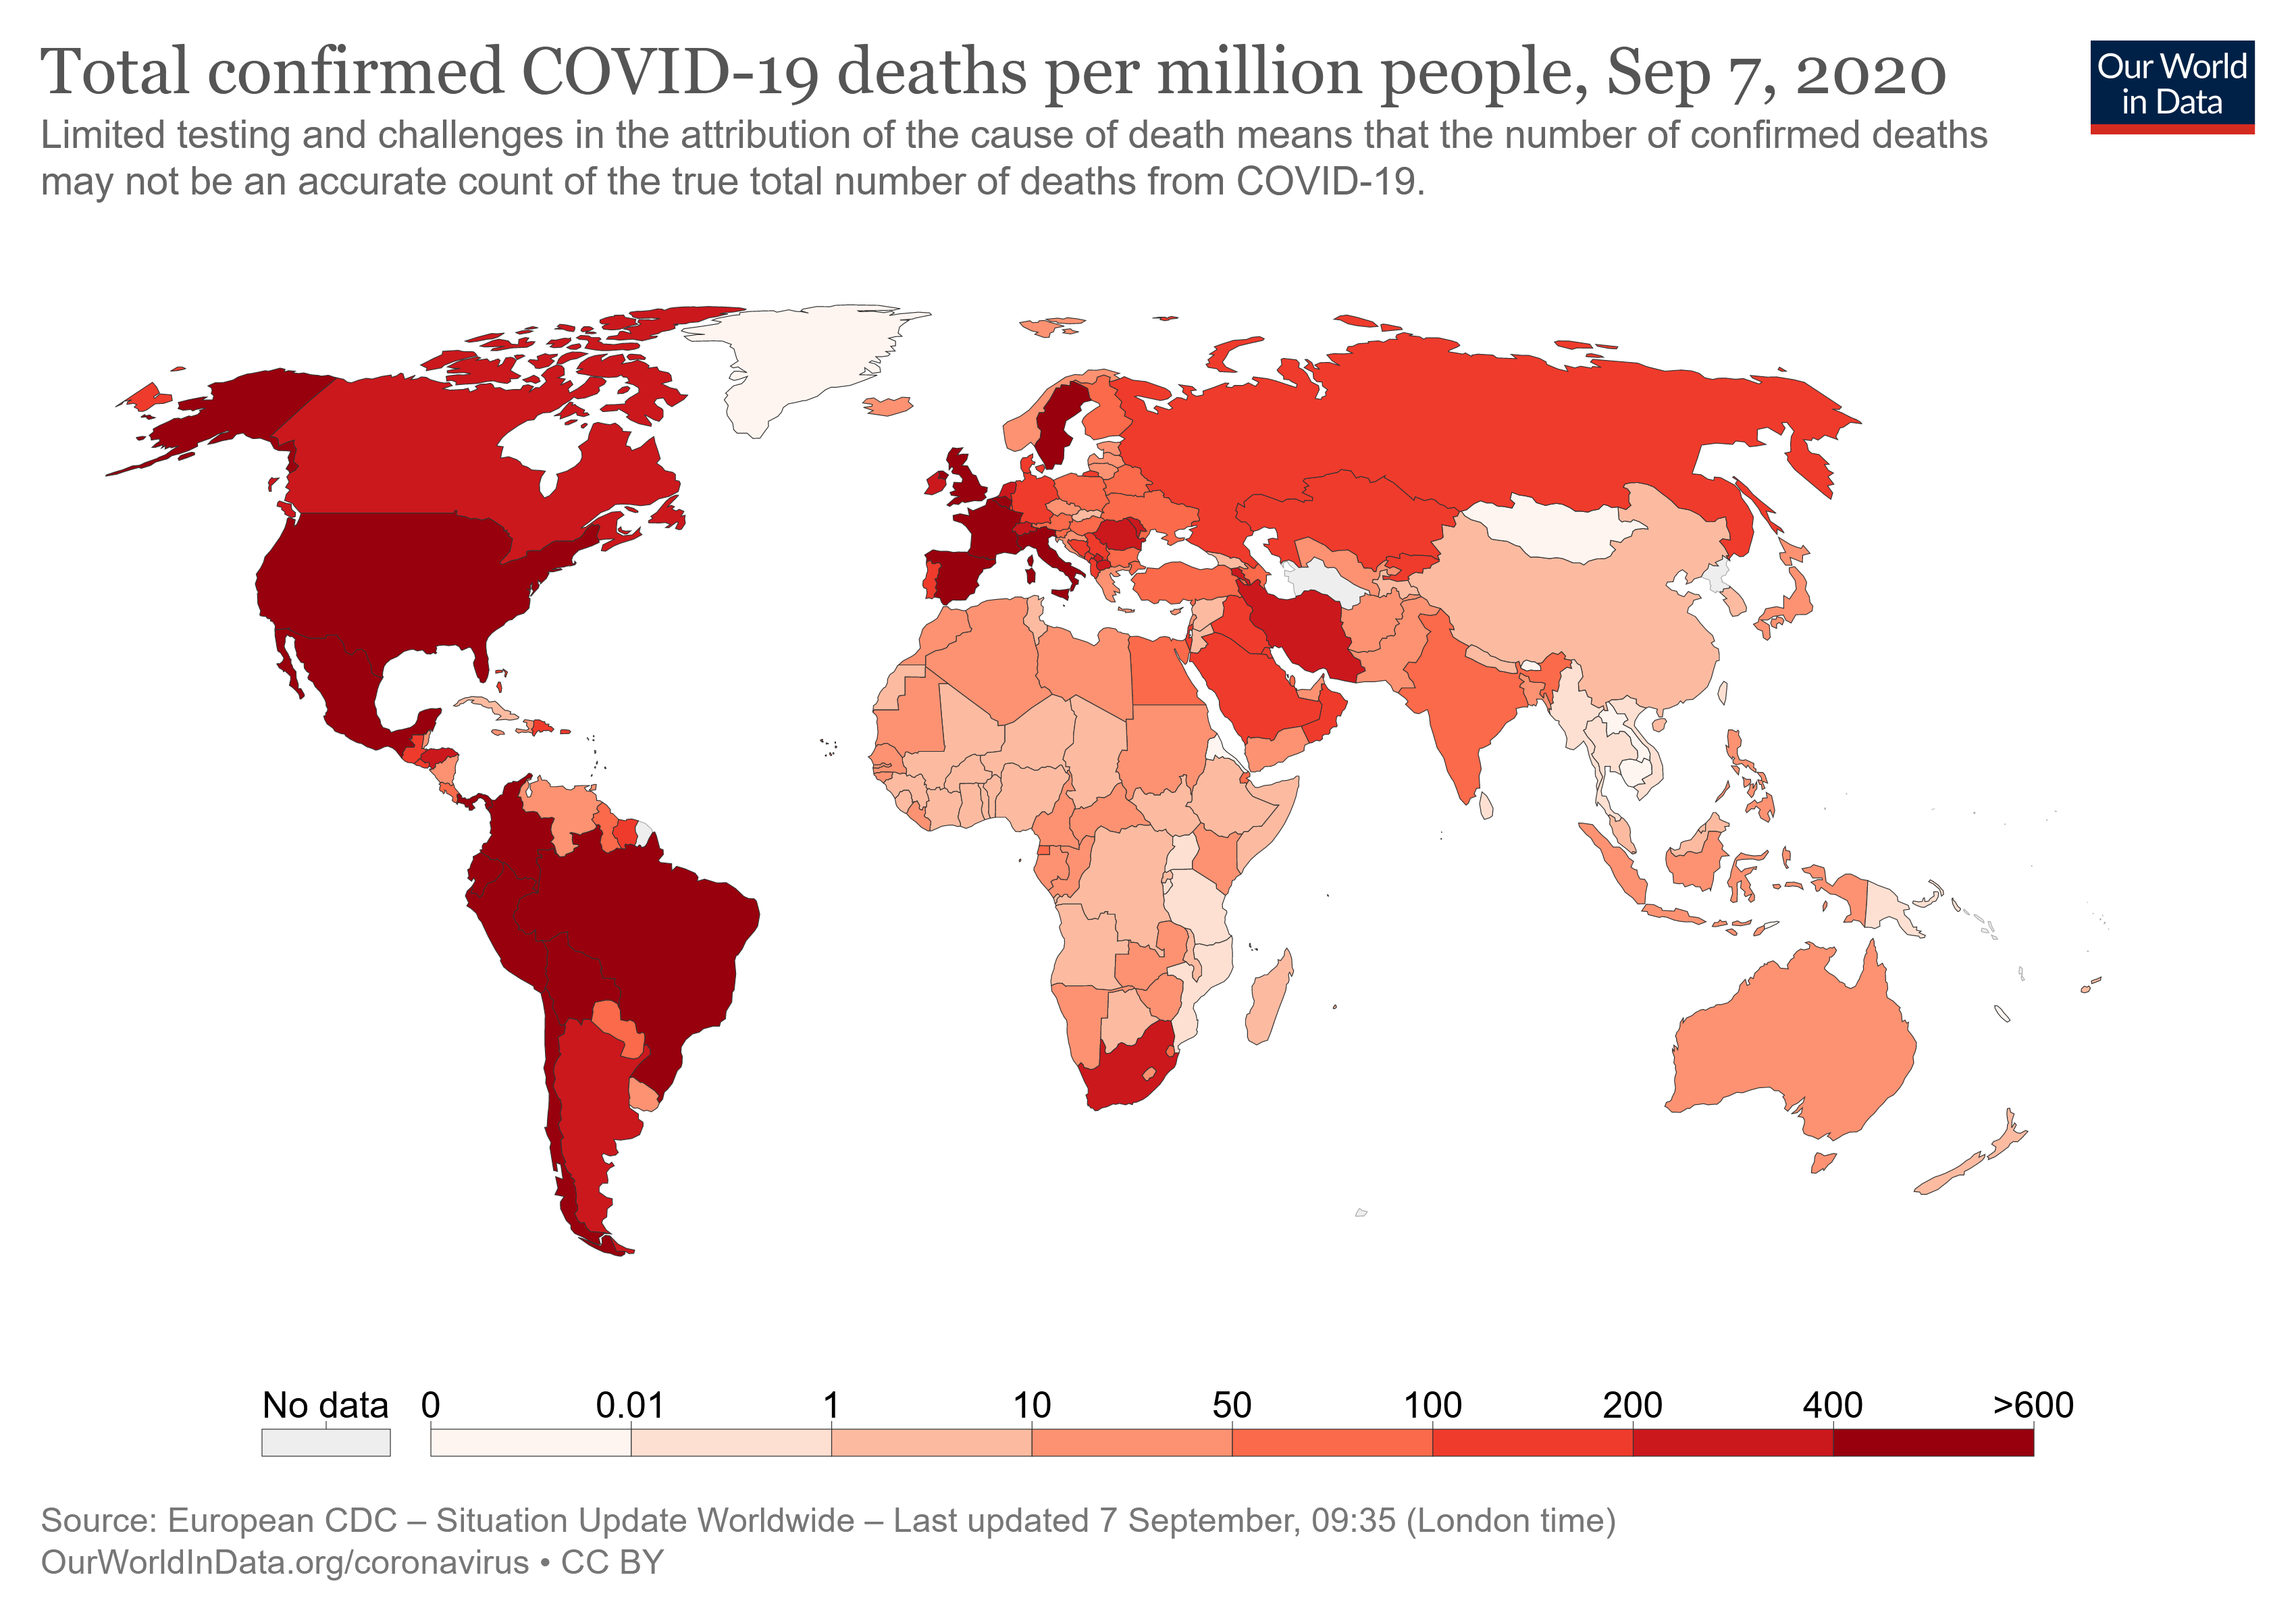 Total confirmed COVID-19 deaths per million people, Sep 7, 2020
Our World
in Data
Limited testing and challenges in the attribution of the cause of death means that the number of confirmed deaths
may not be an accurate count of the true total number of deaths from COVID-19.
No data 0 0.01 1 10 50 100 200 400 >600
Source: European CDC – Situation Update Worldwide – Last updated 7 September, 09:35 (London time)
OurWorldInData.org/coronavirus • CC BY